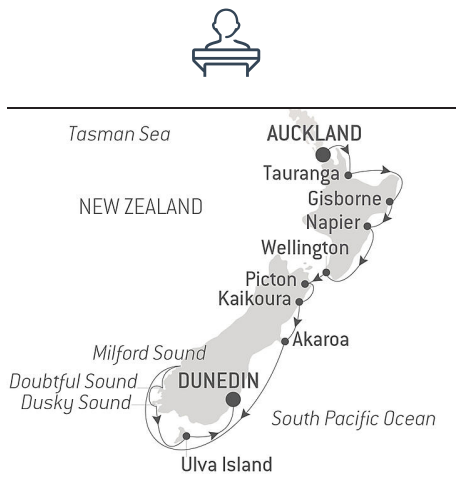 Tasman Sea
AUCKLAND
Tauranga
NEW ZEALAND
Gisborne
Napier
Wellington
Picton
Kaikoura
Akaroa
Milford Sound
Doubtful Sound
DUNEDIN
Dusky Sound
South Pacific Ocean
Ulva Island